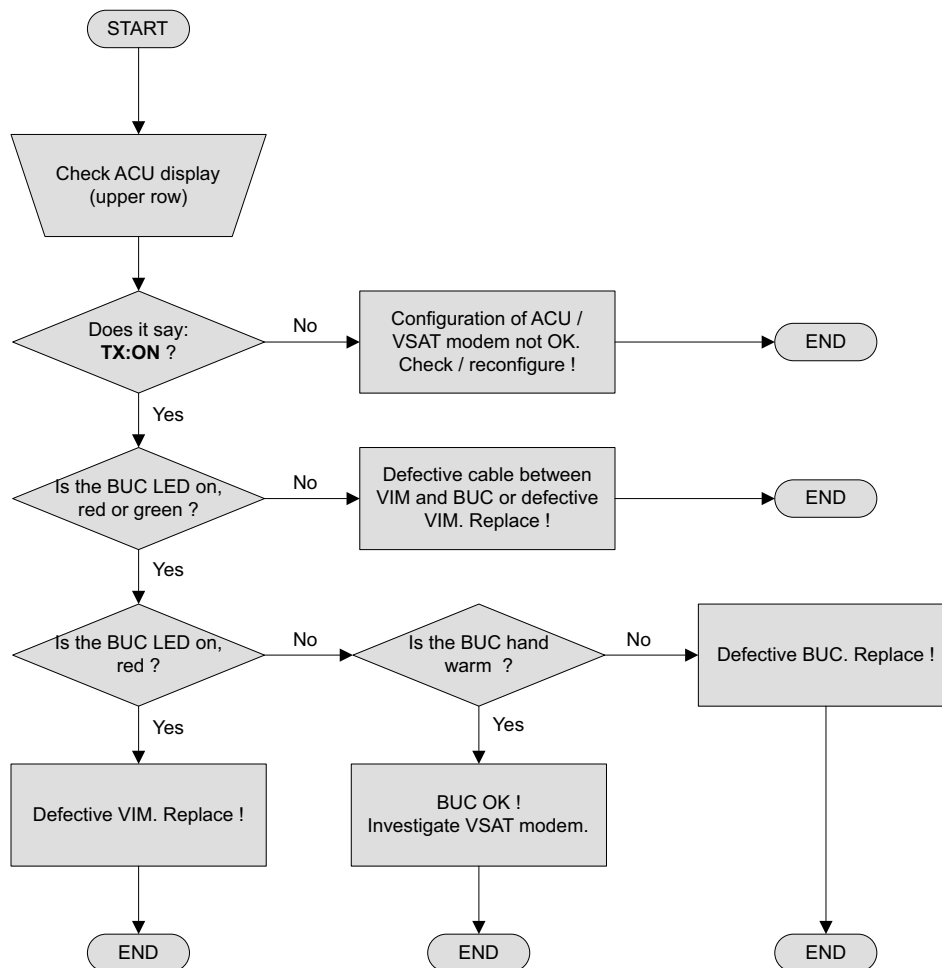 START
Check ACU display
(upper row)
Does it say:
TX:ON ?
No
Configuration of ACU /
VSAT modem not OK.
Check / reconfigure !
END
Yes
Is the BUC LED on,
red or green ?
No
Defective cable between
VIM and BUC or defective
VIM. Replace !
END
Yes
Is the BUC LED on,
red ?
No
Is the BUC hand
warm ?
No
Defective BUC. Replace !
Yes
Yes
Defective VIM. Replace !
BUC OK !
Investigate VSAT modem.
END
END
END